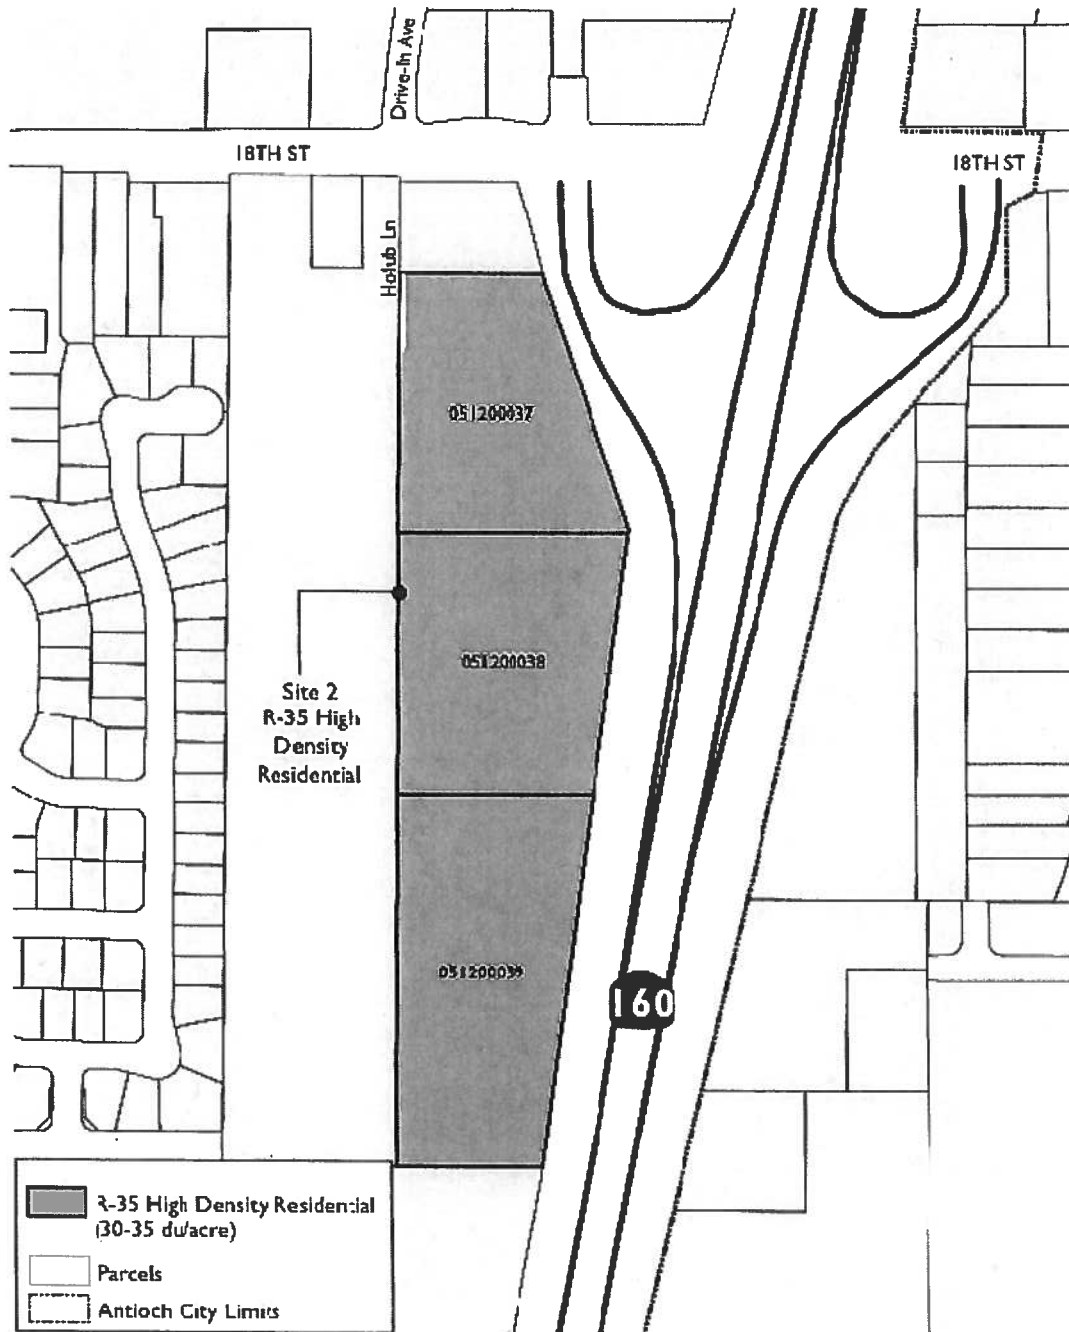 Drive-In Ave
18TH ST
18TH ST
Holub Ln
051200037
051200038
Site 2
R-35 High
Density
Residential
051200039
160
R-35 High Density Residential
(30-35 du/acre)
Parcels
Antioch City Limits